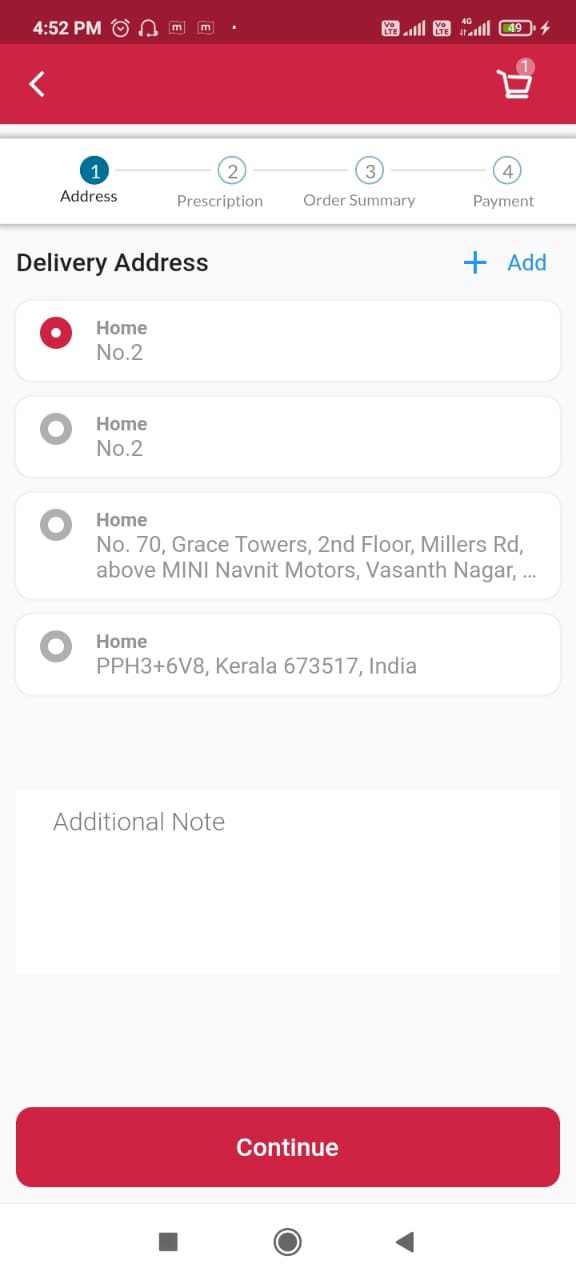 4:52 PM
m m
Vo LTE
Vo LTE
4G
49
1
1 2 3 4
Address Prescription Order Summary Payment
Delivery Address
+ Add
Home
No.2
Home
No.2
Home
No. 70, Grace Towers, 2nd Floor, Millers Rd,
above MINI Navnit Motors, Vasanth Nagar, ...
Home
PPH3+6V8, Kerala 673517, India
Additional Note
Continue